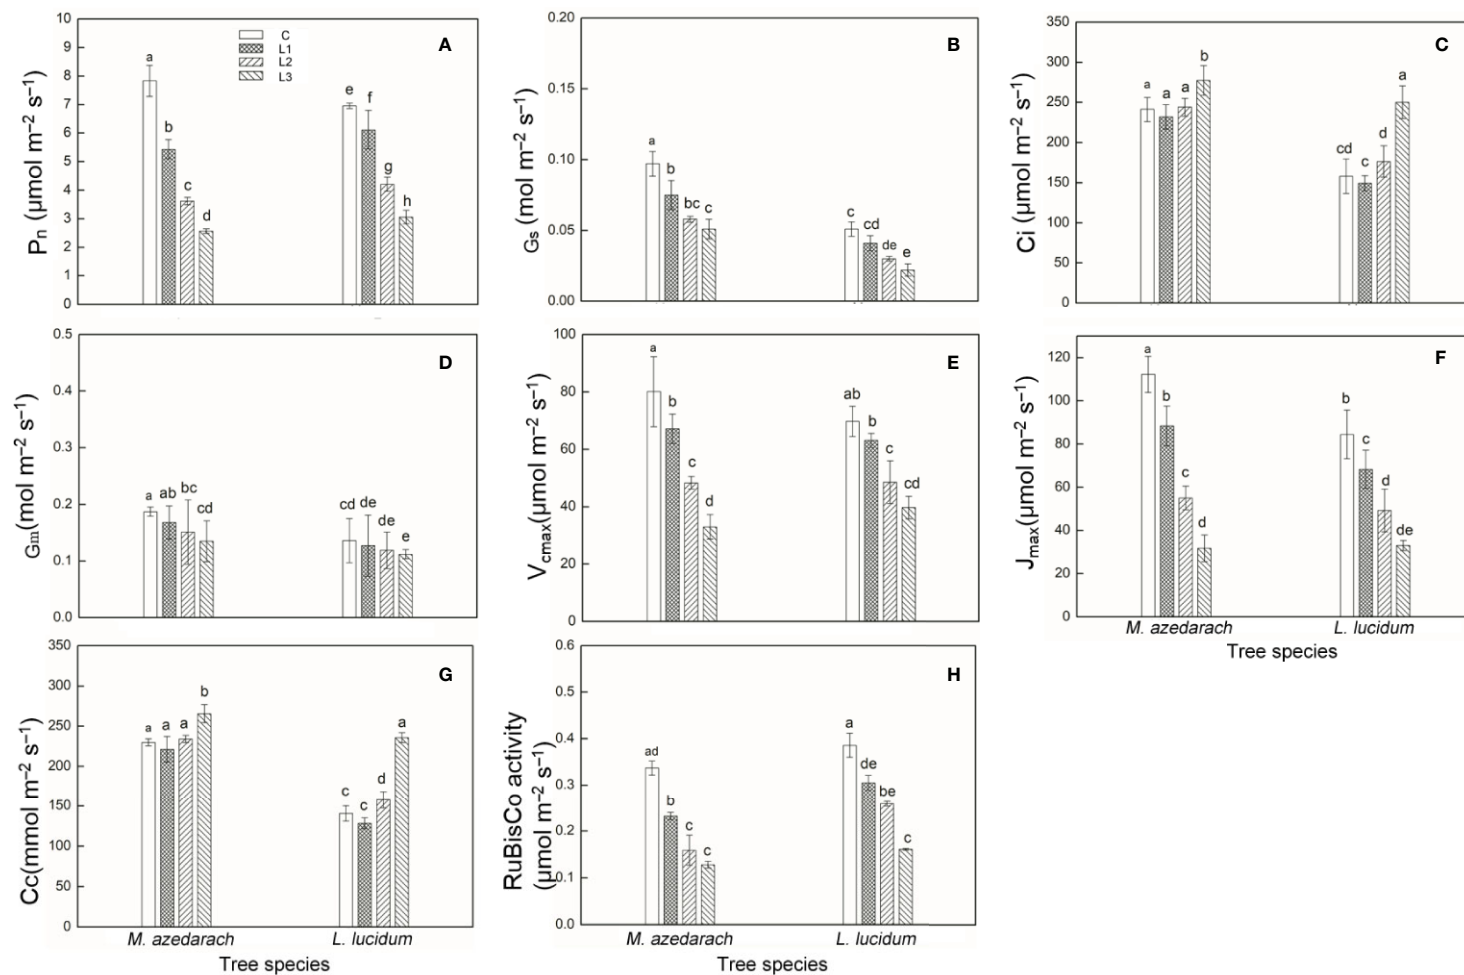 A
C
L1
L2
L3
Pn (μmol m−2 s−1)
10
9
8
7
6
5
4
3
2
1
0
a
b
c
d
e
f
g
h
B
Gs (mol m−2 s−1)
0.20
0.15
0.10
0.05
0.00
a
b
bc
c
c
cd
de
e
C
Ci (μmol m−2 s−1)
350
300
250
200
150
100
50
0
a
a
a
b
cd
c
d
a
D
Gm(mol m−2 s−1)
0.5
0.4
0.3
0.2
0.1
0.0
a
ab
bc
cd
cd
de
de
e
E
Vcmax(μmol m−2 s−1)
100
80
60
40
20
0
a
b
c
d
ab
b
c
cd
F
Jmax(μmol m−2 s−1)
120
100
80
60
40
20
0
a
b
c
d
b
c
d
de
M. azedarach
L. lucidum
Tree species
G
Cc(mmol m−2 s−1)
350
300
250
200
150
100
50
0
a
a
a
b
c
c
d
a
M. azedarach
L. lucidum
Tree species
H
RuBisCo activity
(μmol m−2 s−1)
0.6
0.5
0.4
0.3
0.2
0.1
0.0
ad
b
c
c
a
de
be
c
M. azedarach
L. lucidum
Tree species